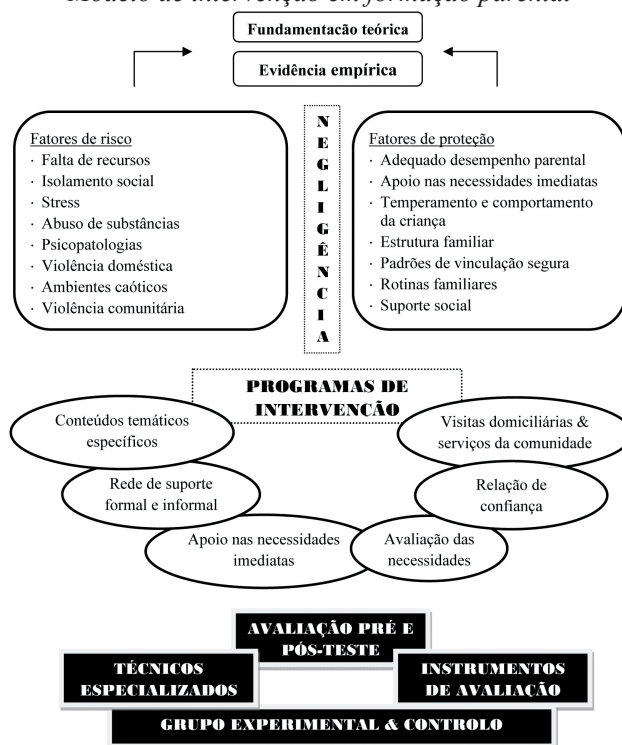 Modelo de intervenção em formação parental
Fundamentacão teórica
Evidência empírica
Fatores de risco
· Falta de recursos
· Isolamento social
· Stress
· Abuso de substâncias
· Psicopatologias
· Violência doméstica
· Ambientes caóticos
· Violência comunitária
N
E
G
L
I
G
Ê
N
C
I
A
Fatores de proteção
· Adequado desempenho parental
· Apoio nas necessidades imediatas
· Temperamento e comportamento
da criança
· Estrutura familiar
· Padrões de vinculação segura
· Rotinas familiares
· Suporte social
PROGRAMAS DE
INTERVENÇÃO
Conteúdos temáticos
específicos
Visitas domiciliárias &
serviços da comunidade
Rede de suporte
formal e informal
Relação de
confiança
Apoio nas necessidades
imediatas
Avaliação das
necessidades
AVALIAÇÃO PRÉ E
PÓS-TESTE
TÉCNICOS
ESPECIALIZADOS
INSTRUMENTOS
DE AVALIAÇÃO
GRUPO EXPERIMENTAL & CONTROLO